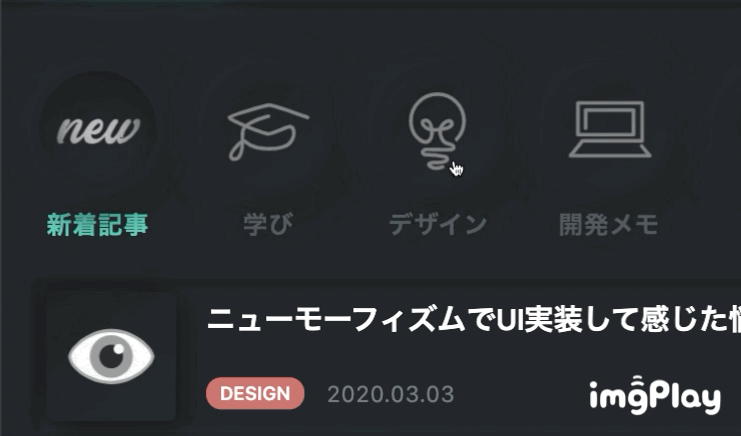 new
新着記事
学び
デザイン
開発メモ
ニューモーフィズムでUI実装して感じた
DESIGN
2020.03.03
imgPlay